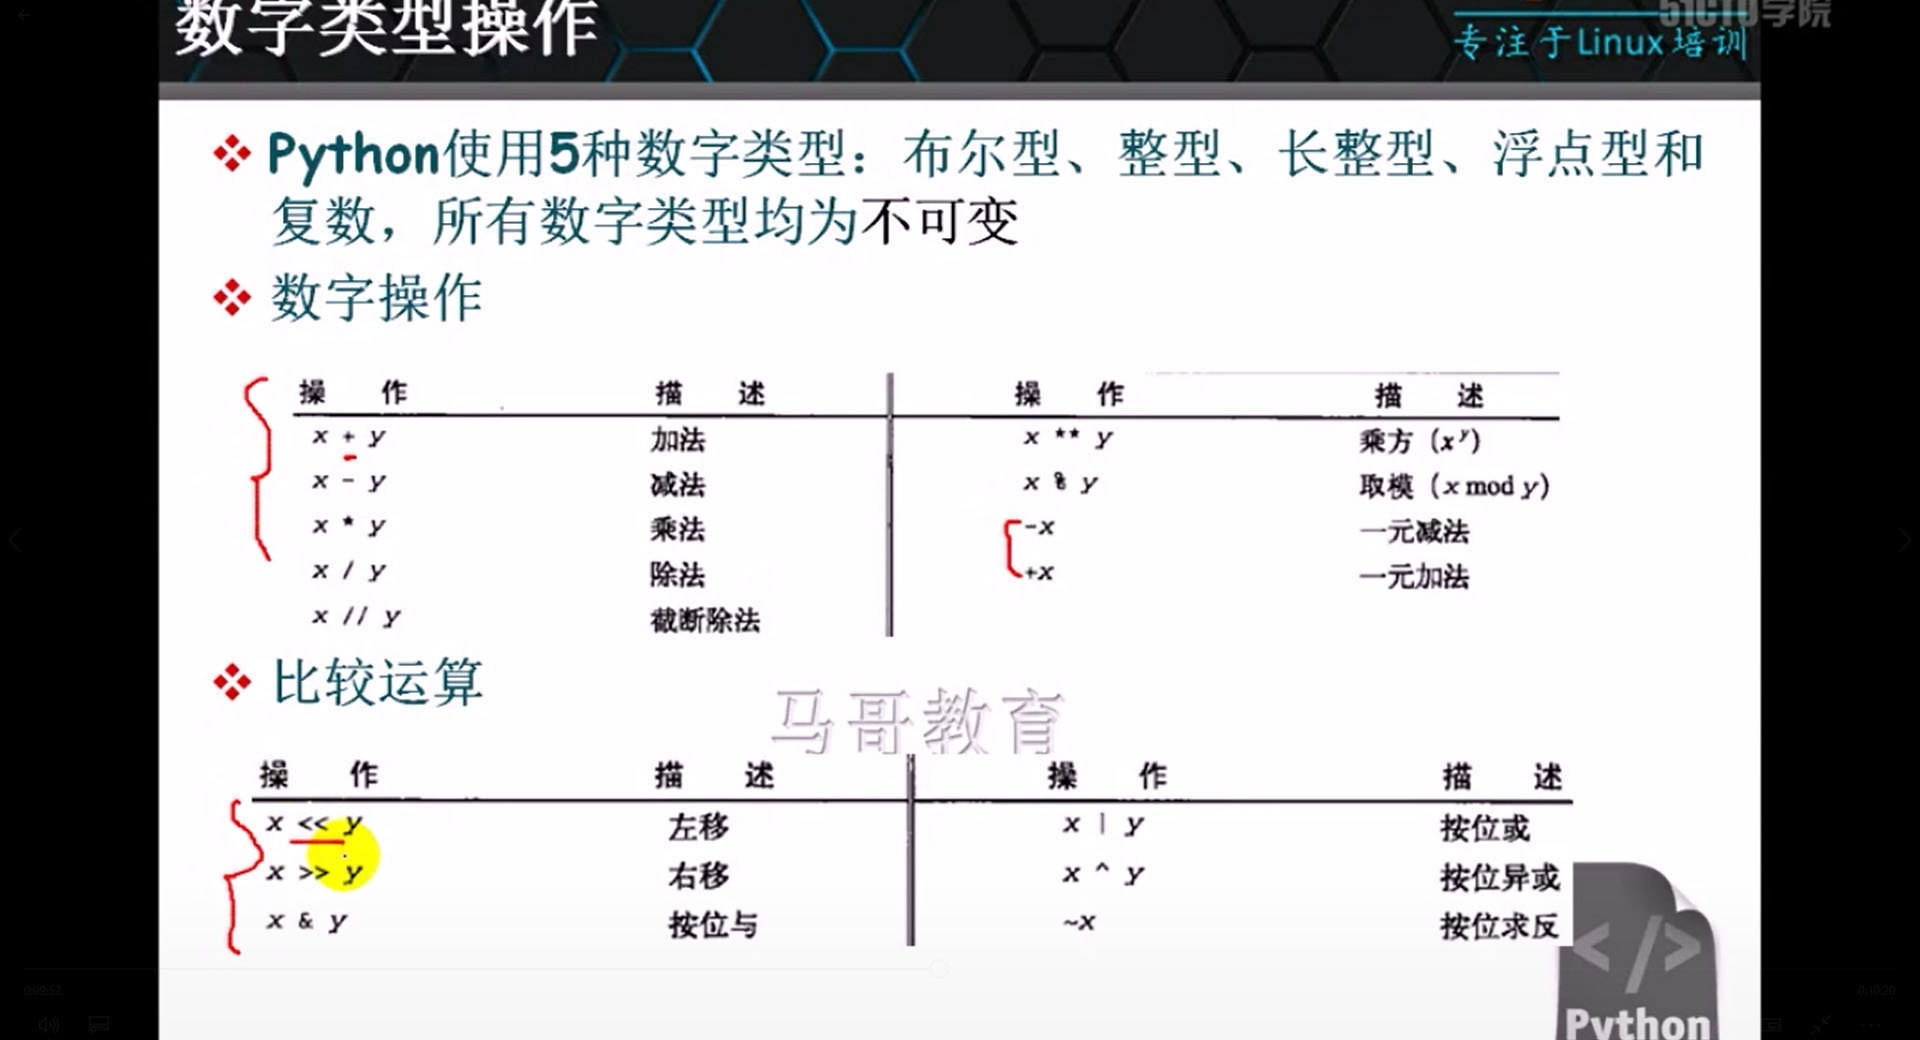 数字类型操作
51CTO学院
专注于Linux培训
Python使用5种数字类型：布尔型、整型、长整型、浮点型和
复数，所有数字类型均为不可变
数字操作
操 作 描 述 操 作 描 述
x + y 加法 x ** y 乘方（x^y）
x - y 减法 x % y 取模（x mod y）
x * y 乘法 -x 一元减法
x / y 除法 +x 一元加法
x // y 截断除法
比较运算
马哥教育
操 作 描 述 操 作 描 述
x << y 左移 x | y 按位或
x >> y 右移 x ^ y 按位异或
x & y 按位与 ~x 按位求反
</>
Python
0:09:52
0:10:20